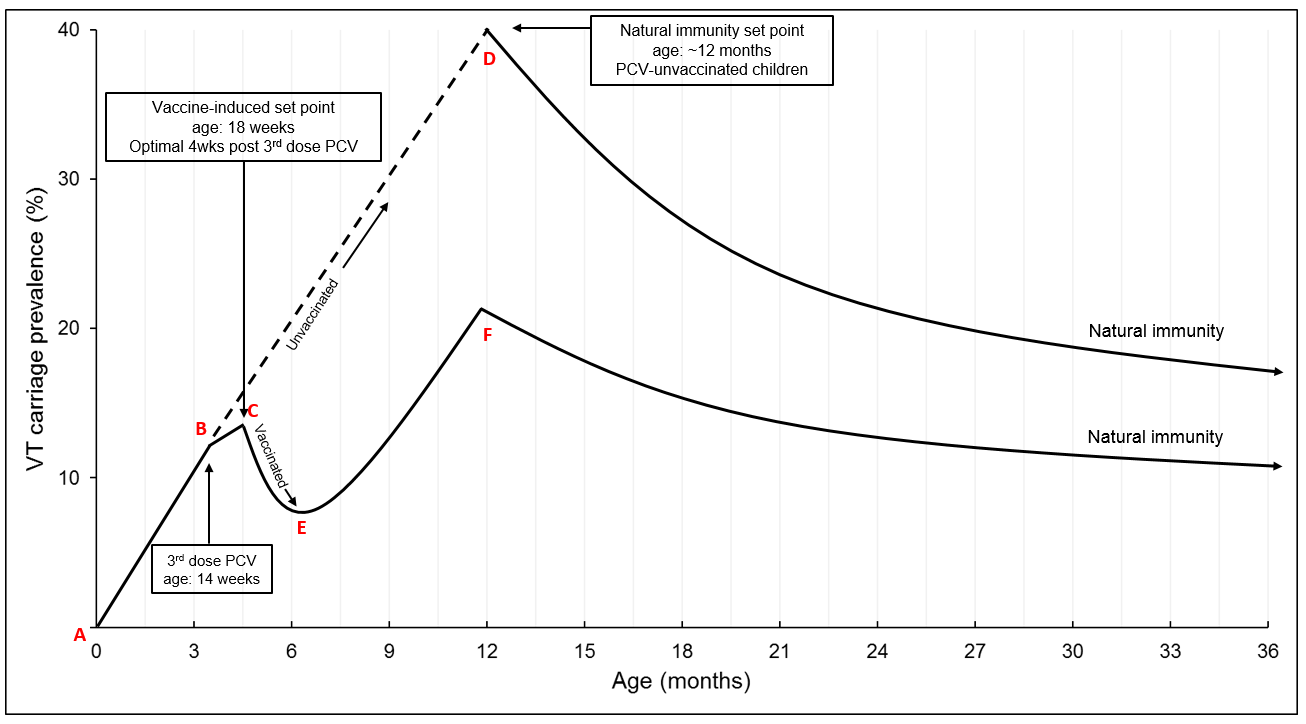 40
30
20
10
VT carriage prevalence (%)
Vaccine-induced set point
age: 18 weeks
Optimal 4wks post 3rd dose PCV
Natural immunity set point
age: ~12 months
PCV-unvaccinated children
D
Unvaccinated
C
B
Vaccinated
E
F
Natural immunity
Natural immunity
3rd dose PCV
age: 14 weeks
A
0 3 6 9 12 15 18 21 24 27 30 33 36
Age (months)